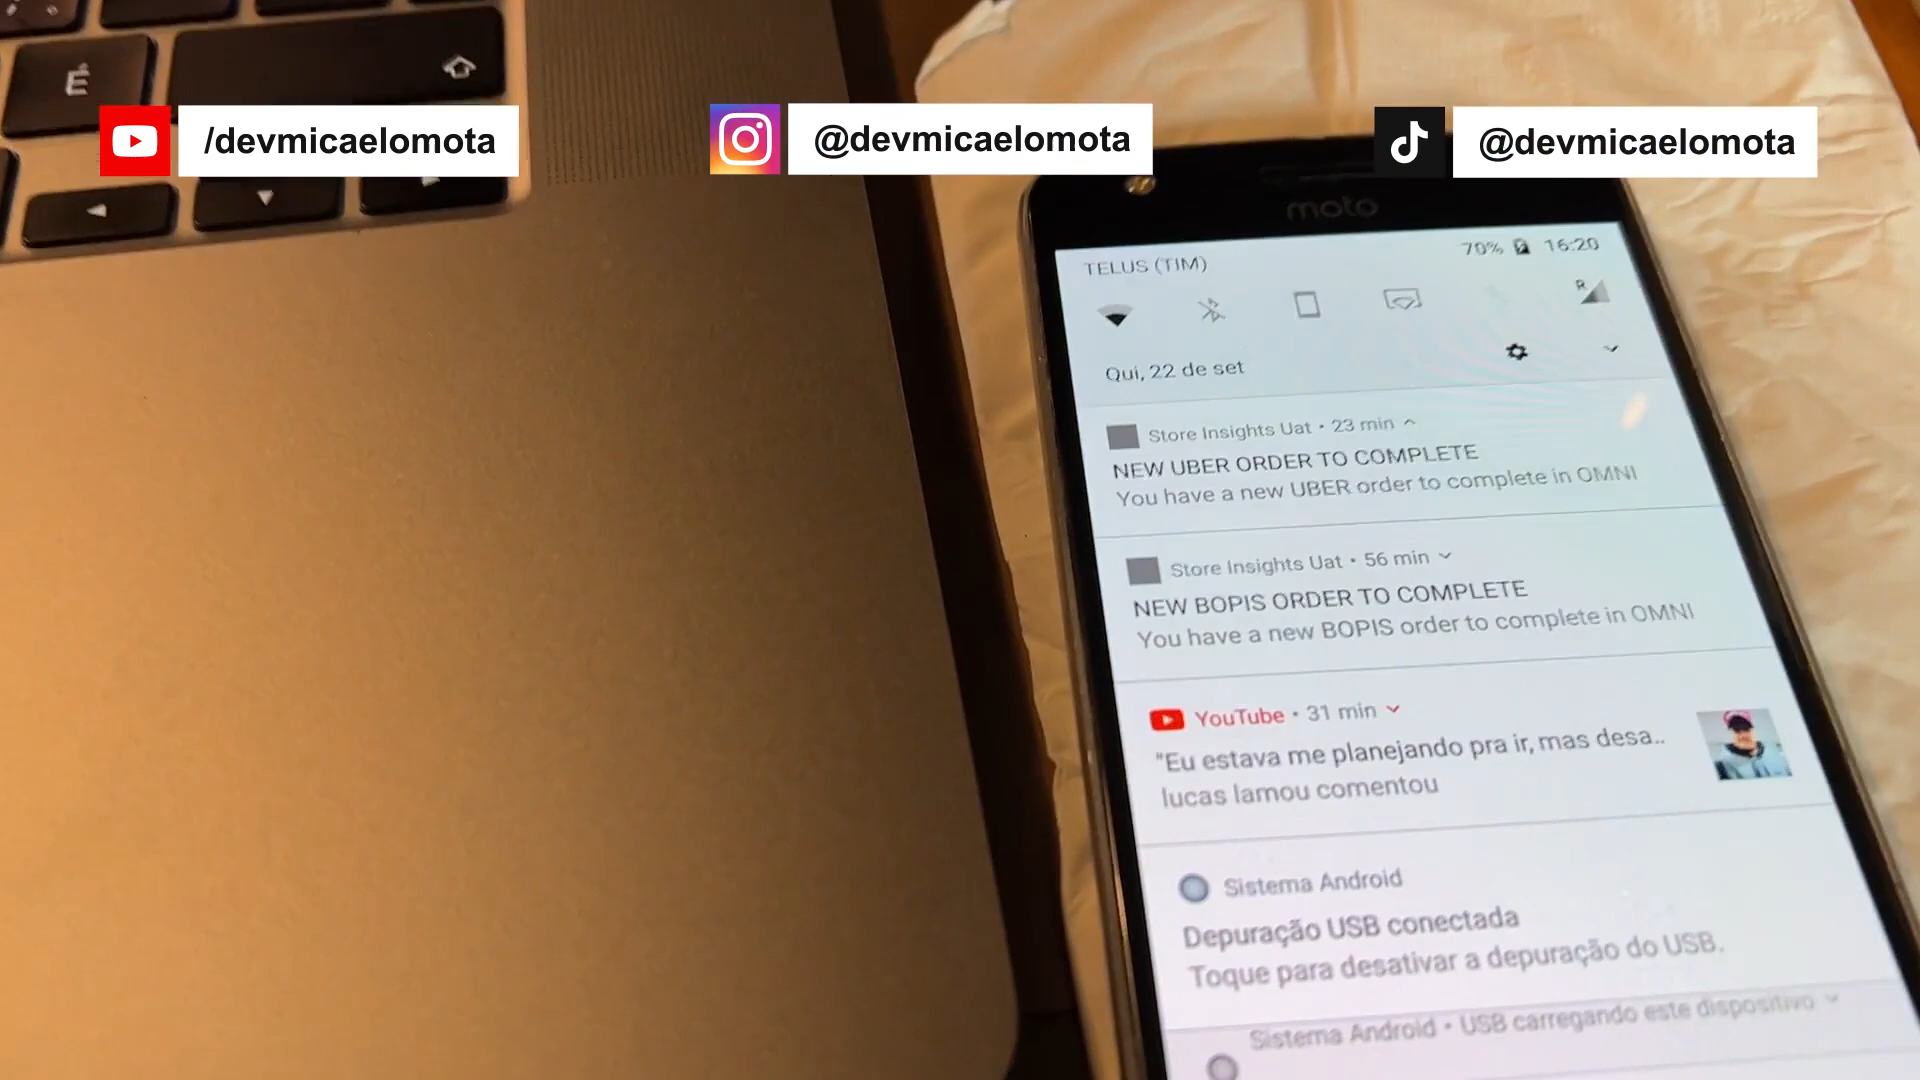 É
/devmicaelomota
@devmicaelomota
@devmicaelomota
moto
70% 16:20
TELUS (TIM)
R
Qui, 22 de set
Store Insights Uat • 23 min
NEW UBER ORDER TO COMPLETE
You have a new UBER order to complete in OMNI
Store Insights Uat • 56 min
NEW BOPIS ORDER TO COMPLETE
You have a new BOPIS order to complete in OMNI
YouTube • 31 min
"Eu estava me planejando pra ir, mas desa..
lucas lamou comentou
Sistema Android
Depuração USB conectada
Toque para desativar a depuração do USB.
Sistema Android • USB carregando este dispositivo